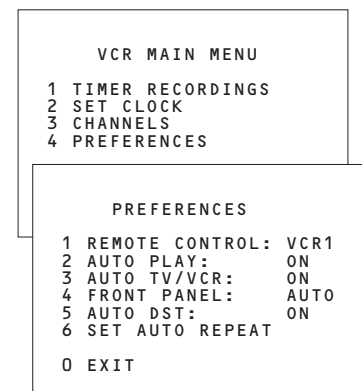 VCR MAIN MENU
1 TIMER RECORDINGS
2 SET CLOCK
3 CHANNELS
4 PREFERENCES
PREFERENCES
1 REMOTE CONTROL: VCR1
2 AUTO PLAY: ON
3 AUTO TV/VCR: ON
4 FRONT PANEL: AUTO
5 AUTO DST: ON
6 SET AUTO REPEAT
0 EXIT